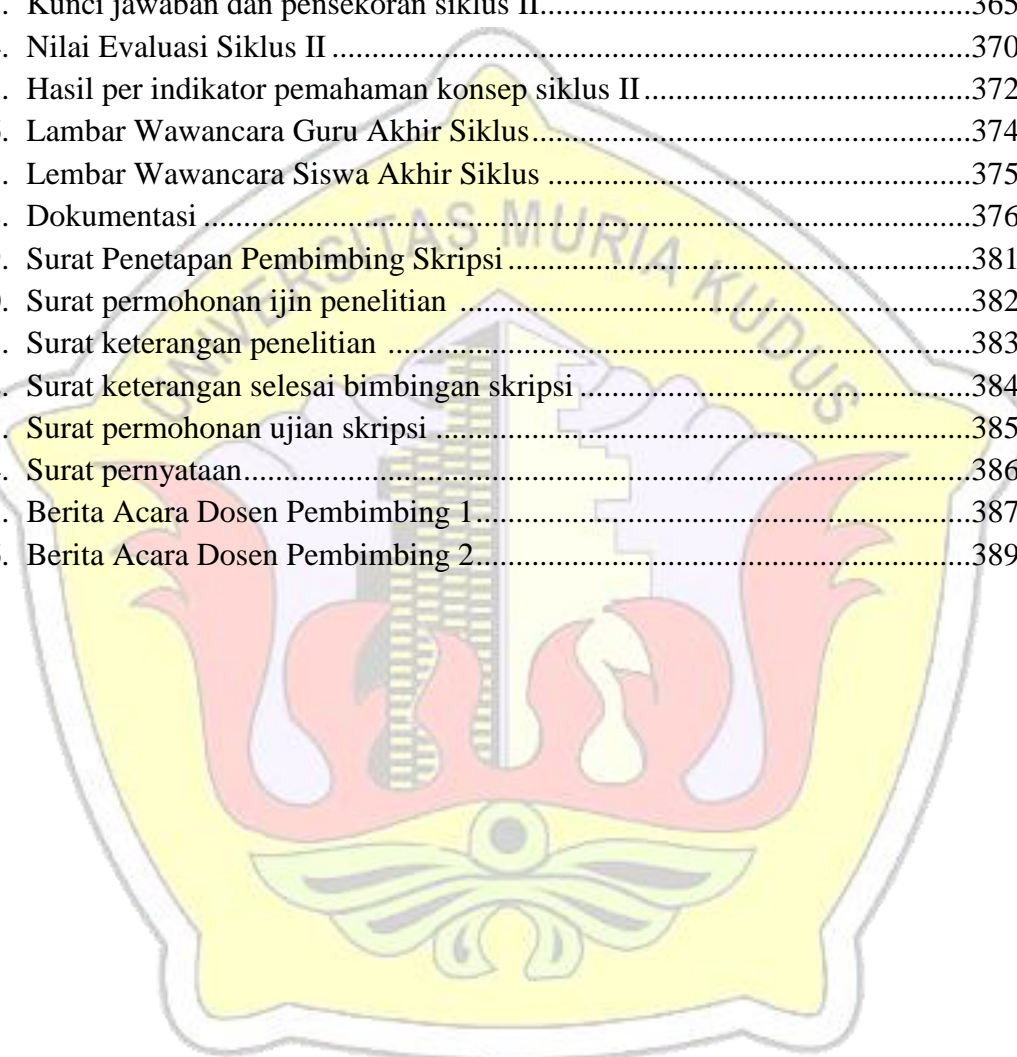 . Kunci jawaban dan pensekoran siklus II..............................................................365
. Nilai Evaluasi Siklus II.........................................................................................370
. Hasil per indikator pemahaman konsep siklus II..............................................372
. Lambar Wawancara Guru Akhir Siklus..............................................................374
. Lembar Wawancara Siswa Akhir Siklus ............................................................375
. Dokumentasi..........................................................................................................376
. Surat Penetapan Pembimbing Skripsi.................................................................381
. Surat permohonan ijin penelitian ........................................................................382
. Surat keterangan penelitian ..................................................................................383
. Surat keterangan selesai bimbingan skripsi.......................................................384
. Surat permohonan ujian skripsi ...........................................................................385
. Surat pernyataan....................................................................................................386
. Berita Acara Dosen Pembimbing 1.....................................................................387
. Berita Acara Dosen Pembimbing 2.....................................................................389
UNIVERSITAS MURIA KUDUS